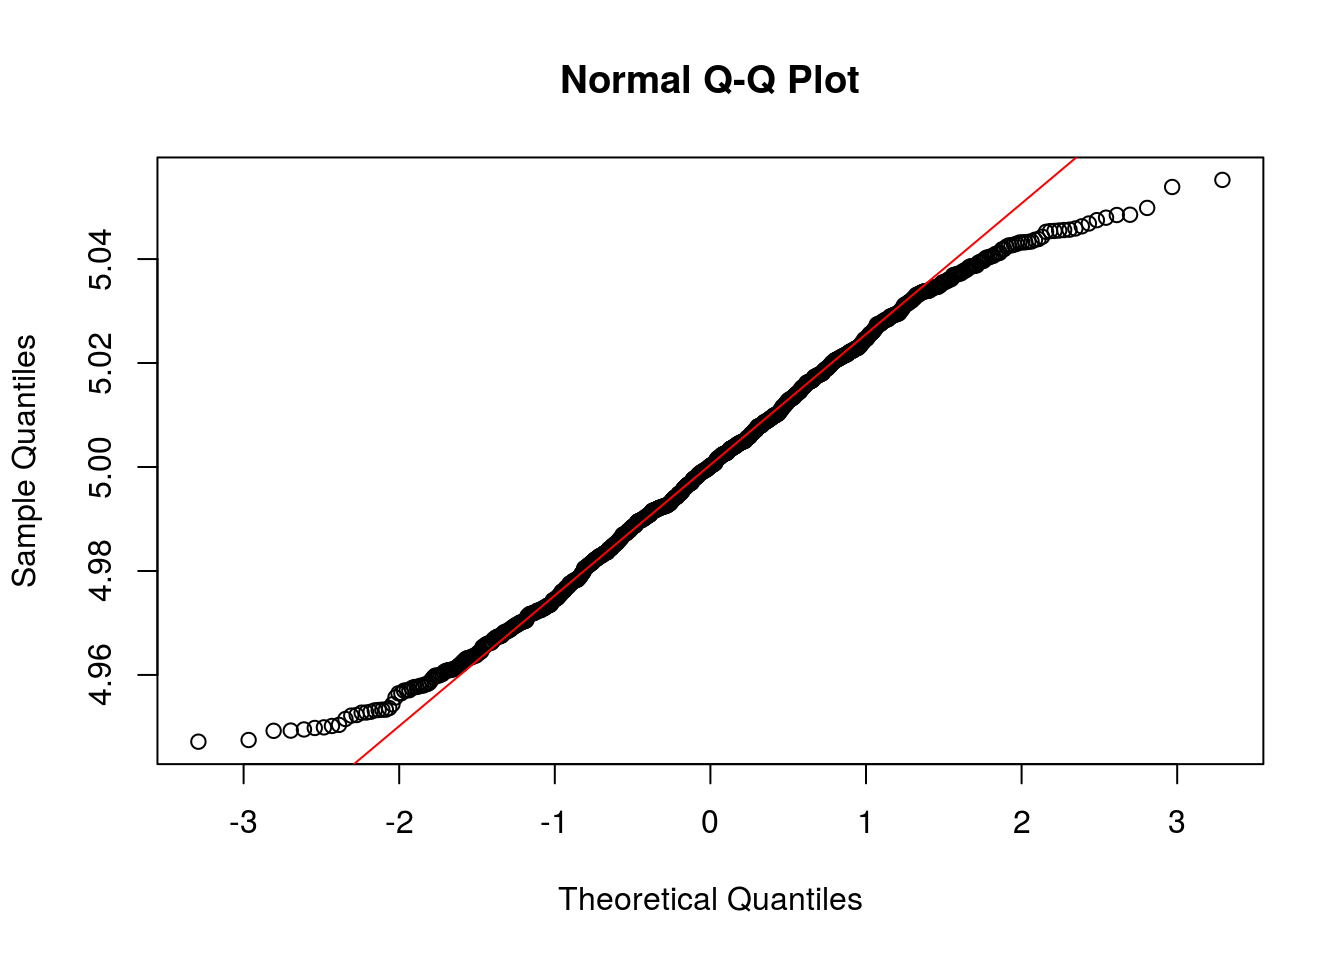 Normal Q-Q Plot
Sample Quantiles
5.04
5.02
5.00
4.98
4.96
-3 -2 -1 0 1 2 3
Theoretical Quantiles